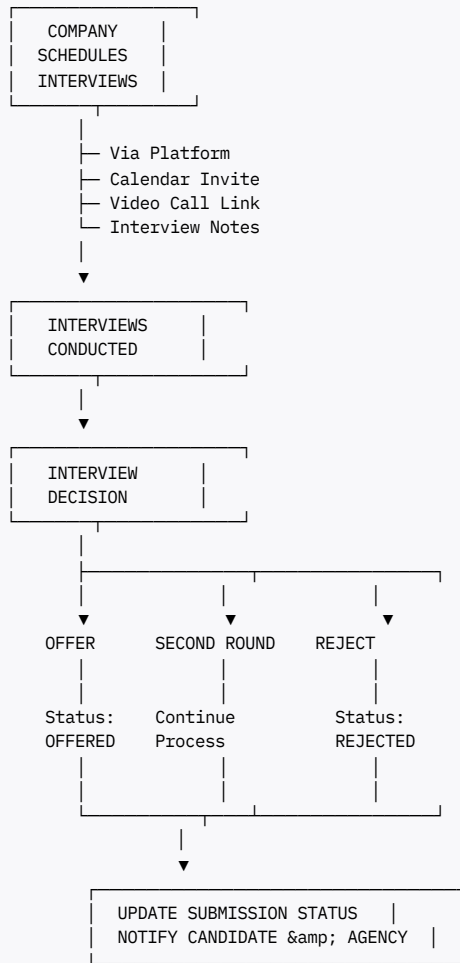 COMPANY
SCHEDULES
INTERVIEWS
Via Platform
Calendar Invite
Video Call Link
Interview Notes
INTERVIEWS
CONDUCTED
INTERVIEW
DECISION
OFFER SECOND ROUND REJECT
Status: Continue Status:
OFFERED Process REJECTED
UPDATE SUBMISSION STATUS
NOTIFY CANDIDATE &amp; AGENCY